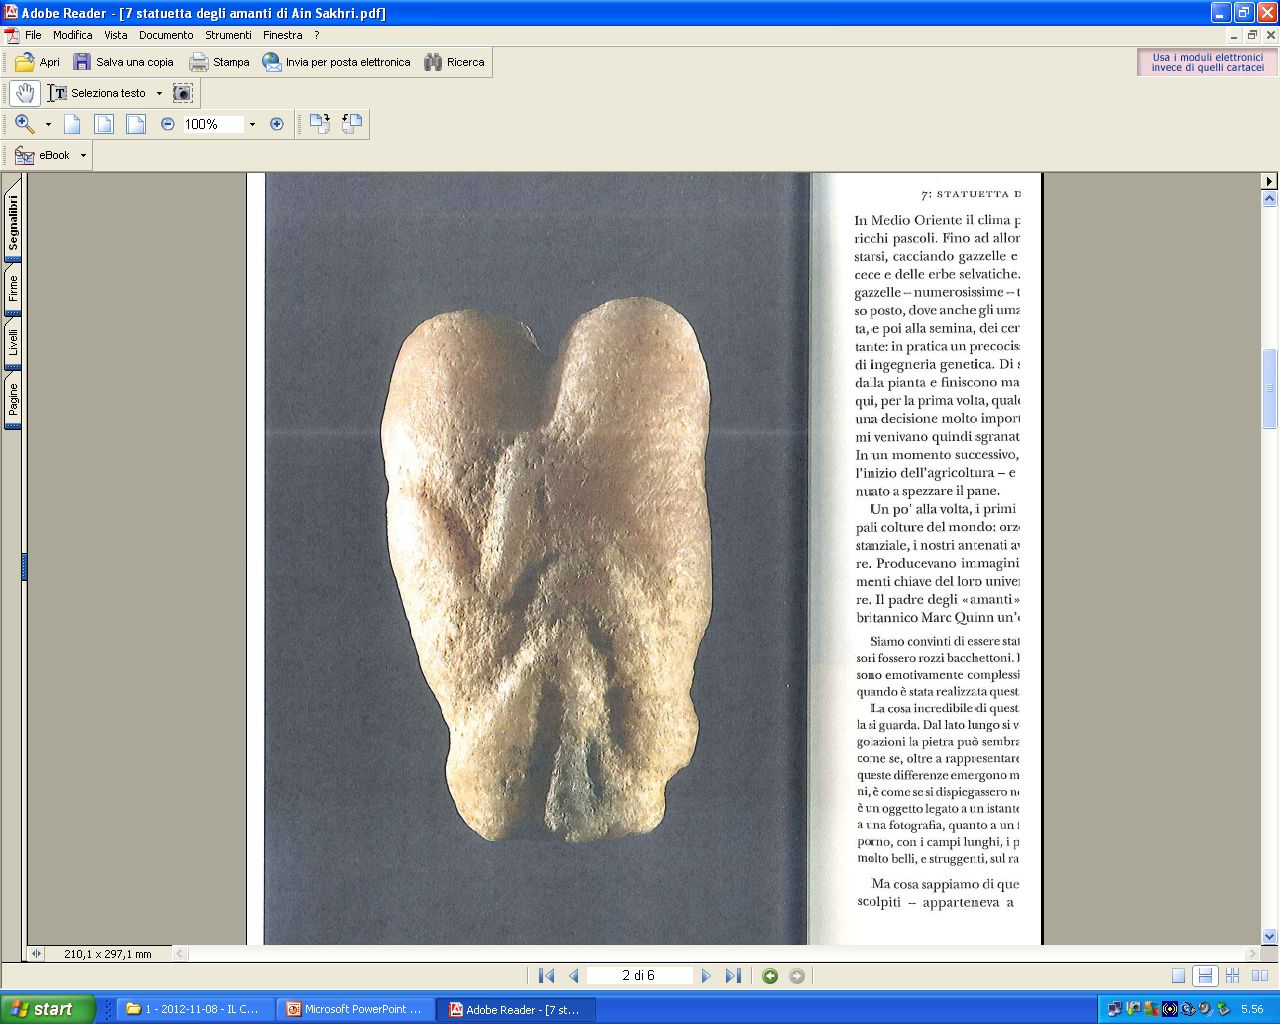 Adobe Reader - [7 statuetta degli amanti di Ain Sakhri.pdf]
File Modifica Vista Documento Strumenti Finestra ?
Apri Salva una copia Stampa Invia per posta elettronica Ricerca
Usa i moduli elettronici
invece di quelli cartacei
Seleziona testo
100%
eBook
Segnalibri
Firme
Livelli
Pagine
7: STATUETTA D
In Medio Oriente il clima p
ricchi pascoli. Fino ad allor
starsi, cacciando gazzelle e
cece e delle erbe selvatiche.
gazzelle – numerosissime – t
so posto, dove anche gli uma
ta, e poi alla semina, dei cer
tante: in pratica un precocis
di ingegneria genetica. Di s
dalla pianta e finiscono ma
qui, per la prima volta, qualc
una decisione molto import
mi venivano quindi sgranat
In un momento successivo,
l'inizio dell'agricoltura – e
nuato a spezzare il pane.
Un po' alla volta, i primi
pali colture del mondo: orzo
stanziale, i nostri antenati av
re. Producevano immagini
menti chiave del loro univer
re. Il padre degli «amanti»
britannico Marc Quinn un'o
Siamo convinti di essere stat
sori fossero rozzi bacchettoni. I
sono emotivamente complessi
quando è stata realizzata quest
La cosa incredibile di quest
la si guarda. Dal lato lungo si v
golazioni la pietra può sembra
come se, oltre a rappresentare
queste differenze emergono m
ni, è come se si dispiegassero ne
è un oggetto legato a un istante
a una fotografia, quanto a un f
porno, con i campi lunghi, i p
molto belli, e struggenti, sul ra
Ma cosa sappiamo di que
scolpiti – apparteneva a
210,1 x 297,1 mm
2 di 6
start
1 - 2012-11-08 - IL C...
Microsoft PowerPoint ...
Adobe Reader - [7 st...
5.56